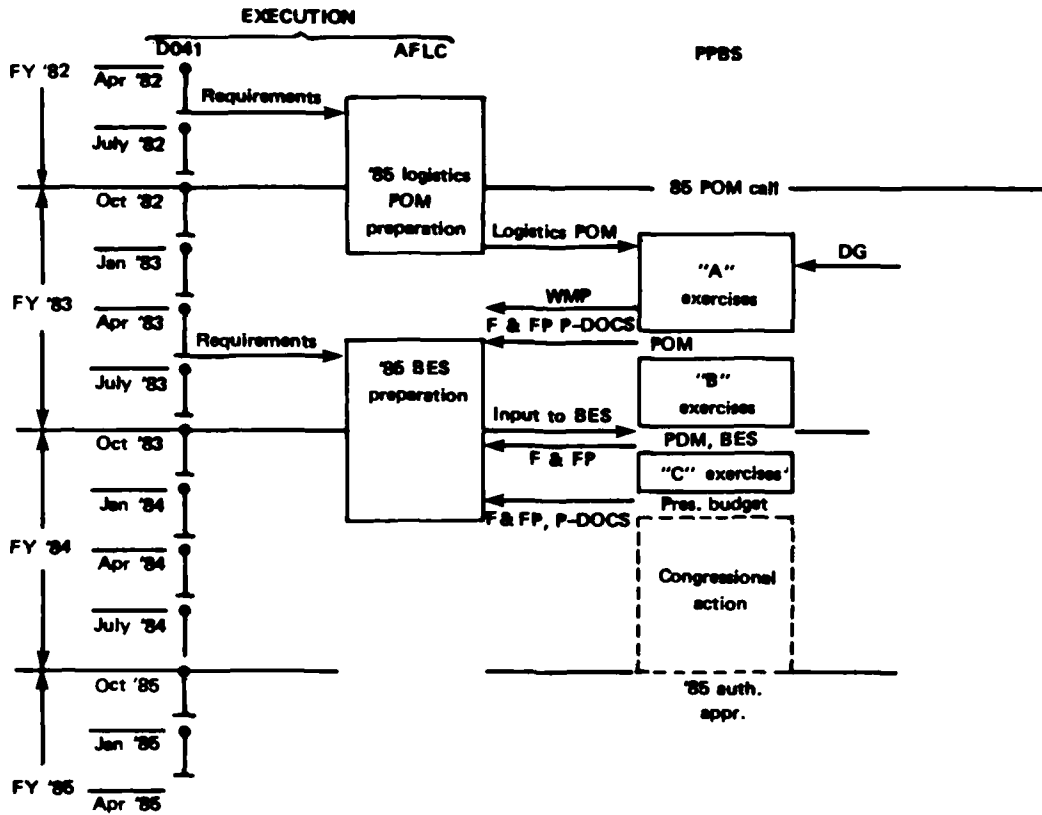 EXECUTION
D041
AFLC
PPBS
FY '82
Apr '82
Requirements
July '82
'85 logistics
POM
preparation
85 POM call
Oct '82
Logistics POM
Jan '83
"A"
exercises
DG
FY '83
WMP
Apr '83
F & FP P-DOCS
POM
Requirements
'85 BES
preparation
July '83
"B"
exercises
Input to BES
Oct '83
PDM, BES
F & FP
"C" exercises'
Jan '84
Pres. budget
F & FP, P-DOCS
FY '84
Apr '84
Congressional
action
July '84
Oct '85
'85 auth.
appr.
Jan '85
FY '85
Apr '85